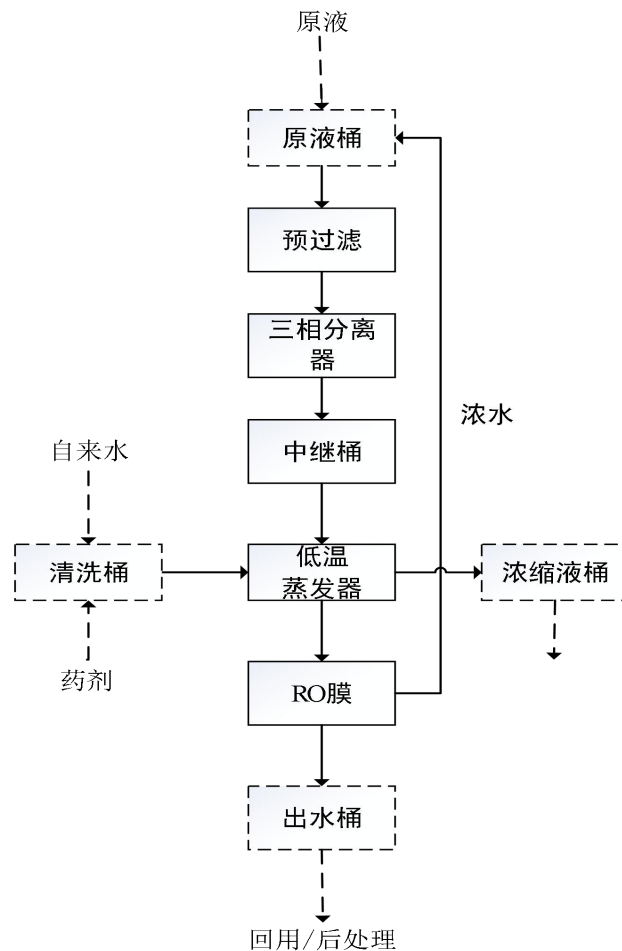 原液
原液桶
预过滤
三相分离
器
浓水
中继桶
自来水
清洗桶
低温
蒸发器
浓缩液桶
药剂
RO膜
出水桶
回用/后处理